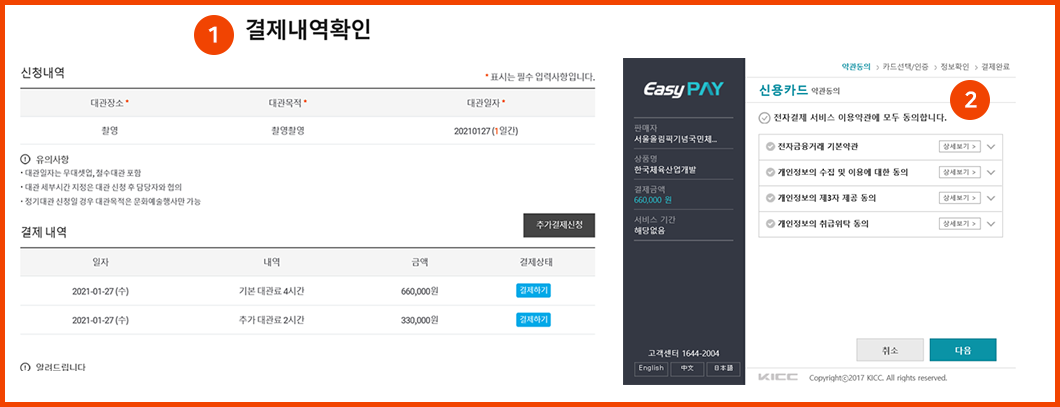 1 결제내역확인
신청내역
* 표시는 필수 입력사항입니다.
대관장소 * 대관목적 * 대관일자 *
촬영 촬영촬영 20210127 (1일간)
유의사항
• 대관일자는 무대셋업, 철수대관 포함
• 대관 세부시간 지정은 대관 신청 후 담당자와 협의
• 정기대관 신청일 경우 대관목적은 문화예술행사만 가능
결제 내역
추가결제신청
일자 내역 금액 결제상태
2021-01-27 (수) 기본 대관료 4시간 660,000원 결제하기
2021-01-27 (수) 추가 대관료 2시간 330,000원 결제하기
알려드립니다
Easy PAY
판매자
서울올림픽기념국민체...
상품명
한국체육산업개발
결제금액
660,000 원
서비스 기간
해당없음
고객센터 1644-2004
English 中文 日本語
약관동의 > 카드선택/인증 > 정보확인 > 결제완료
신용카드 약관동의
2
전자결제 서비스 이용약관에 모두 동의합니다.
전자금융거래 기본약관 상세보기 >
개인정보의 수집 및 이용에 대한 동의 상세보기 >
개인정보의 제3자 제공 동의 상세보기 >
개인정보의 취급위탁 동의 상세보기 >
취소 다음
KICC Copyrightⓒ2017 KICC. All rights reserved.